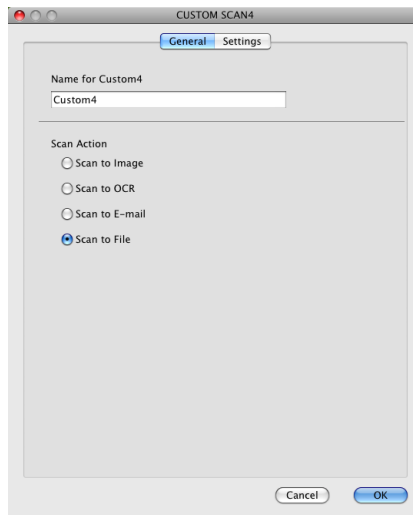 CUSTOM SCAN4
General Settings
Name for Custom4
Custom4
Scan Action
Scan to Image
Scan to OCR
Scan to E-mail
Scan to File
Cancel OK